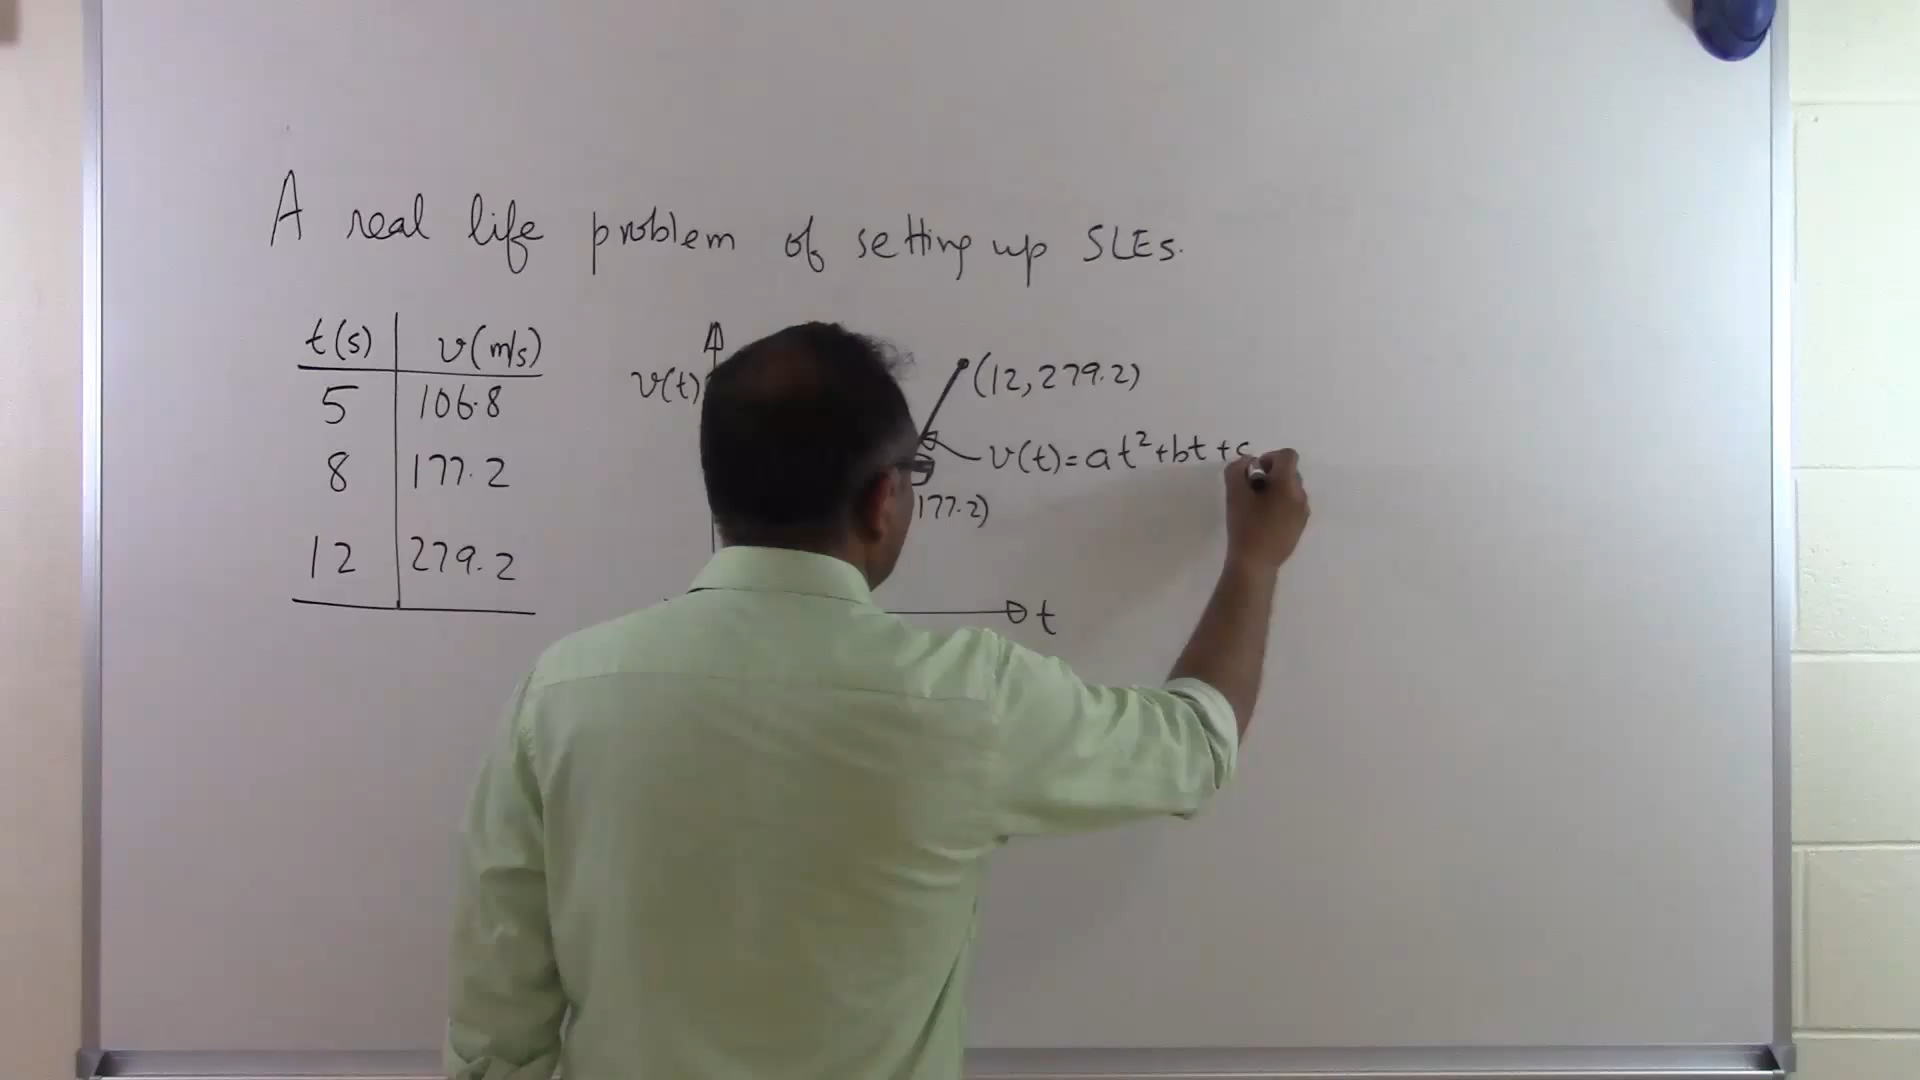 A real life problem of setting up SLEs.
t(s) v(m/s)
5 106.8
8 177.2
12 279.2
v(t)
(12,279.2)
v(t)=at²+bt+c
177.2)
t